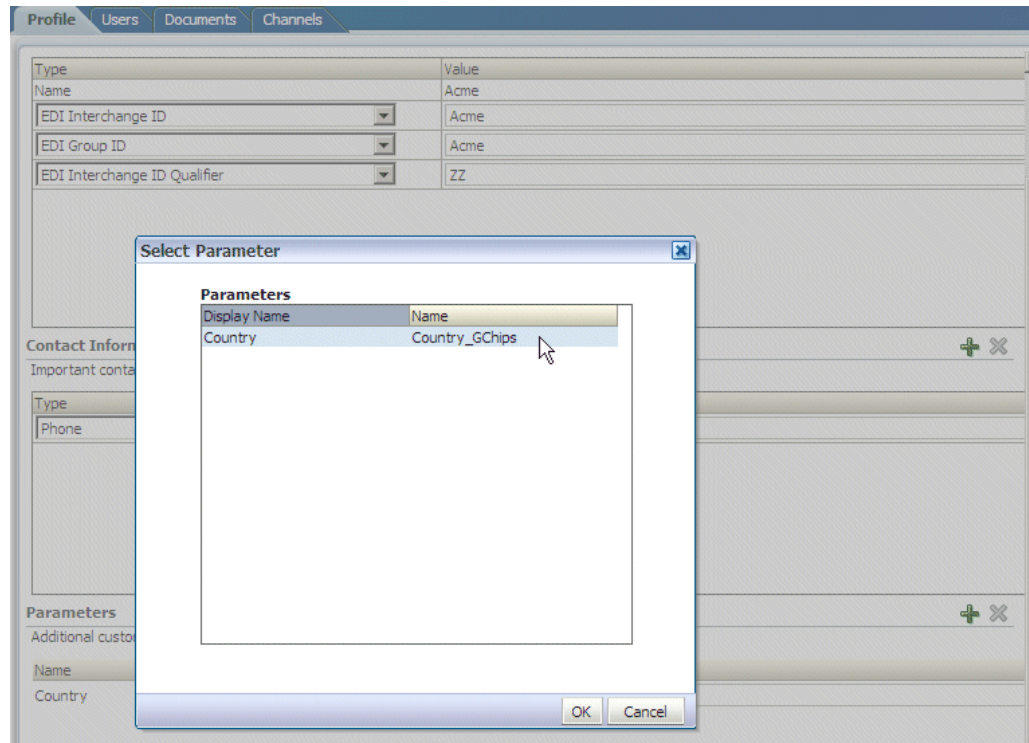 Profile Users Documents Channels
Type Value
Name Acme
EDI Interchange ID Acme
EDI Group ID Acme
EDI Interchange ID Qualifier ZZ
Select Parameter
Parameters
Display Name Name
Country Country_GChips
Contact Inform
Important conta
Type
Phone
Parameters
Additional custo
Name
Country
OK Cancel